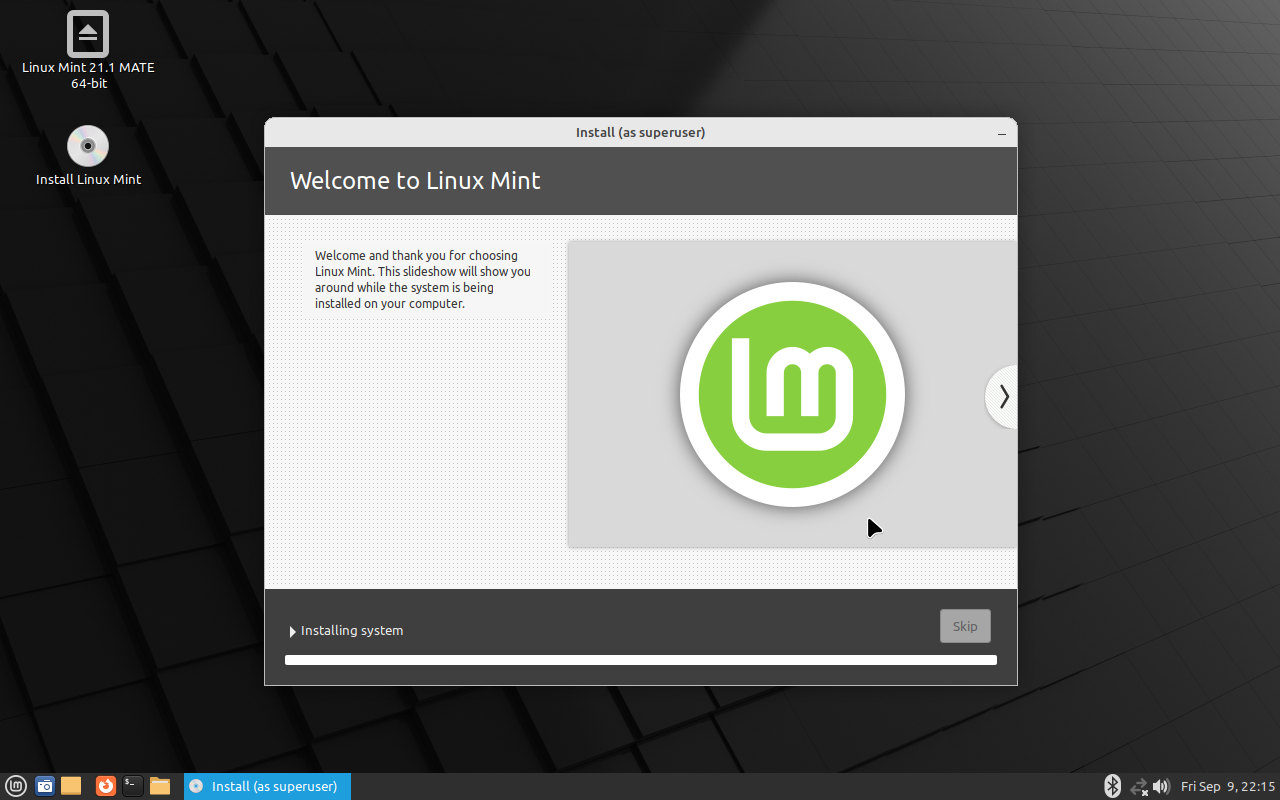 Linux Mint 21.1 MATE
64-bit
Install Linux Mint
Install (as superuser)
Welcome to Linux Mint
Welcome and thank you for choosing
Linux Mint. This slideshow will show you
around while the system is being
installed on your computer.
Installing system
Skip
Install (as superuser)
Fri Sep 9, 22:15